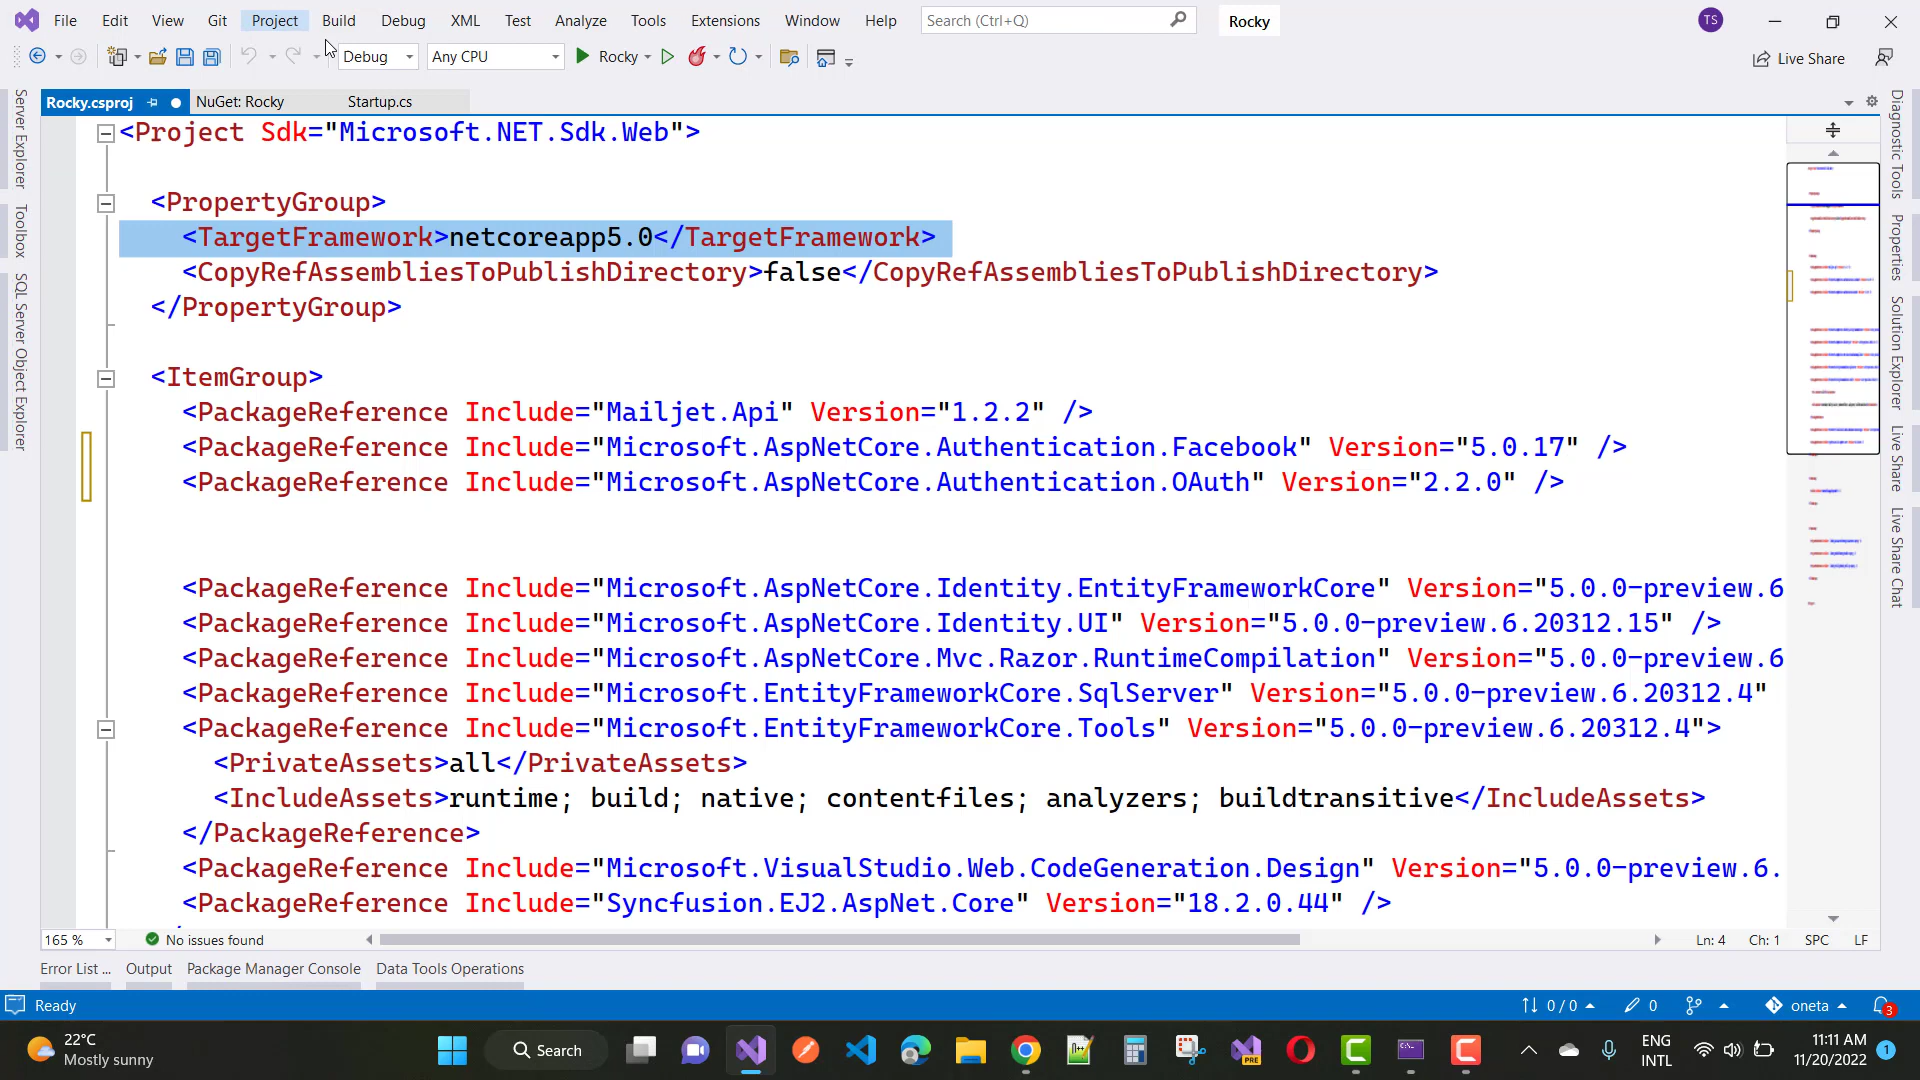 File Edit View Git Project Build Debug XML Test Analyze Tools Extensions Window Help Search (Ctrl+Q) Rocky TS
Debug Any CPU Rocky Live Share
Rocky.csproj NuGet: Rocky Startup.cs
Server Explorer
Toolbox
SQL Server Object Explorer
<Project Sdk="Microsoft.NET.Sdk.Web">
<PropertyGroup>
<TargetFramework>netcoreapp5.0</TargetFramework>
<CopyRefAssembliesToPublishDirectory>false</CopyRefAssembliesToPublishDirectory>
</PropertyGroup>
<ItemGroup>
<PackageReference Include="Mailjet.Api" Version="1.2.2" />
<PackageReference Include="Microsoft.AspNetCore.Authentication.Facebook" Version="5.0.17" />
<PackageReference Include="Microsoft.AspNetCore.Authentication.OAuth" Version="2.2.0" />
<PackageReference Include="Microsoft.AspNetCore.Identity.EntityFrameworkCore" Version="5.0.0-preview.6
<PackageReference Include="Microsoft.AspNetCore.Identity.UI" Version="5.0.0-preview.6.20312.15" />
<PackageReference Include="Microsoft.AspNetCore.Mvc.Razor.RuntimeCompilation" Version="5.0.0-preview.6
<PackageReference Include="Microsoft.EntityFrameworkCore.SqlServer" Version="5.0.0-preview.6.20312.4"
<PackageReference Include="Microsoft.EntityFrameworkCore.Tools" Version="5.0.0-preview.6.20312.4">
<PrivateAssets>all</PrivateAssets>
<IncludeAssets>runtime; build; native; contentfiles; analyzers; buildtransitive</IncludeAssets>
</PackageReference>
<PackageReference Include="Microsoft.VisualStudio.Web.CodeGeneration.Design" Version="5.0.0-preview.6.
<PackageReference Include="Syncfusion.EJ2.AspNet.Core" Version="18.2.0.44" />
Diagnostic Tools
Properties
Solution Explorer
Live Share
Live Share Chat
165 % No issues found Ln: 4 Ch: 1 SPC LF
Error List ... Output Package Manager Console Data Tools Operations
Ready 0 / 0 0 oneta 3
22°C
Mostly sunny
Search
PRE
ENG
INTL
11:11 AM
11/20/2022
1